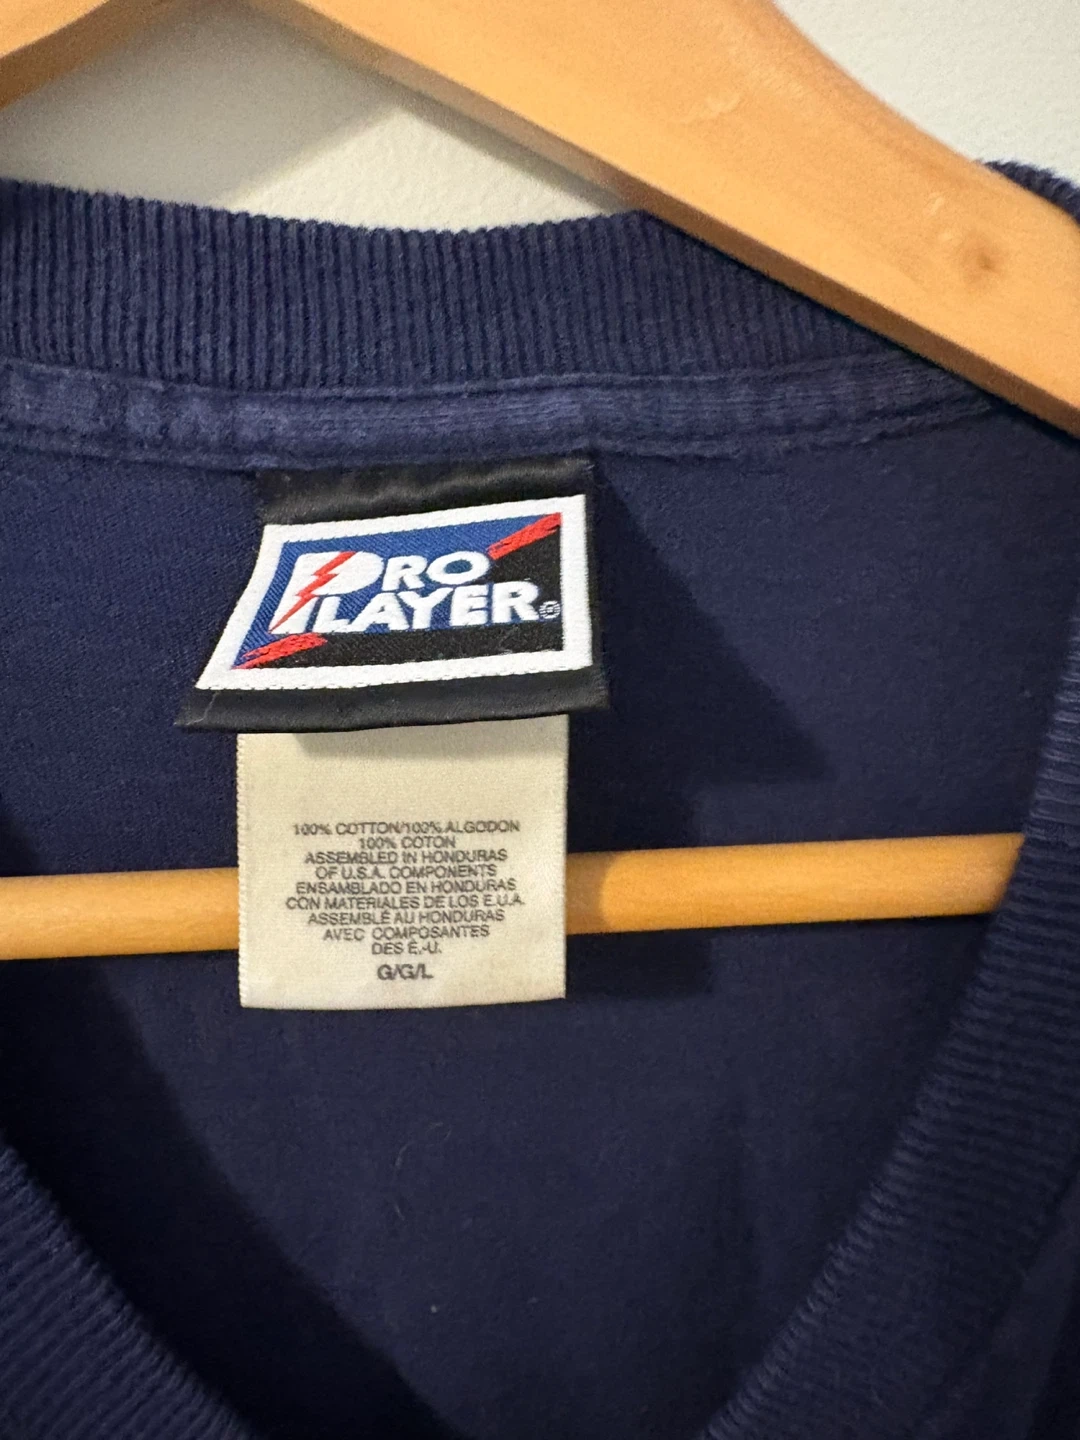 PRO
PLAYER®
100% COTTON/100% ALGODON
100% COTON
ASSEMBLED IN HONDURAS
OF U.S.A. COMPONENTS
ENSAMBLADO EN HONDURAS
CON MATERIALES DE LOS E.U.A.
ASSEMBLÉ AU HONDURAS
AVEC COMPOSANTES
DES É.-U.
G/G/L